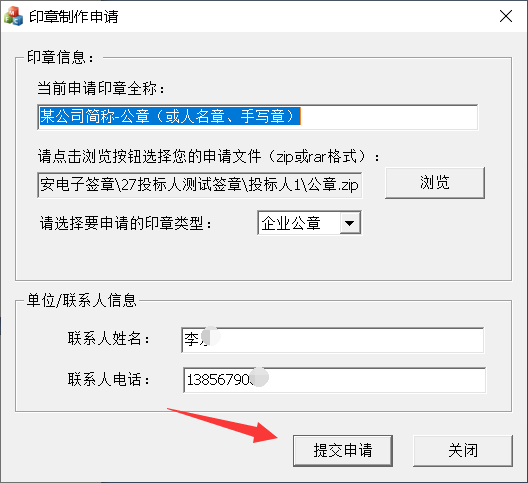 印章制作申请
印章信息：
当前申请印章全称：
某公司简称-公章（或人名章、手写章）
请点击浏览按钮选择您的申请文件（zip或rar格式）：
安电子签章\27投标人测试签章\投标人1\公章.zip
浏览
请选择要申请的印章类型：
企业公章
单位/联系人信息
联系人姓名：
李
联系人电话：
13856790
提交申请
关闭